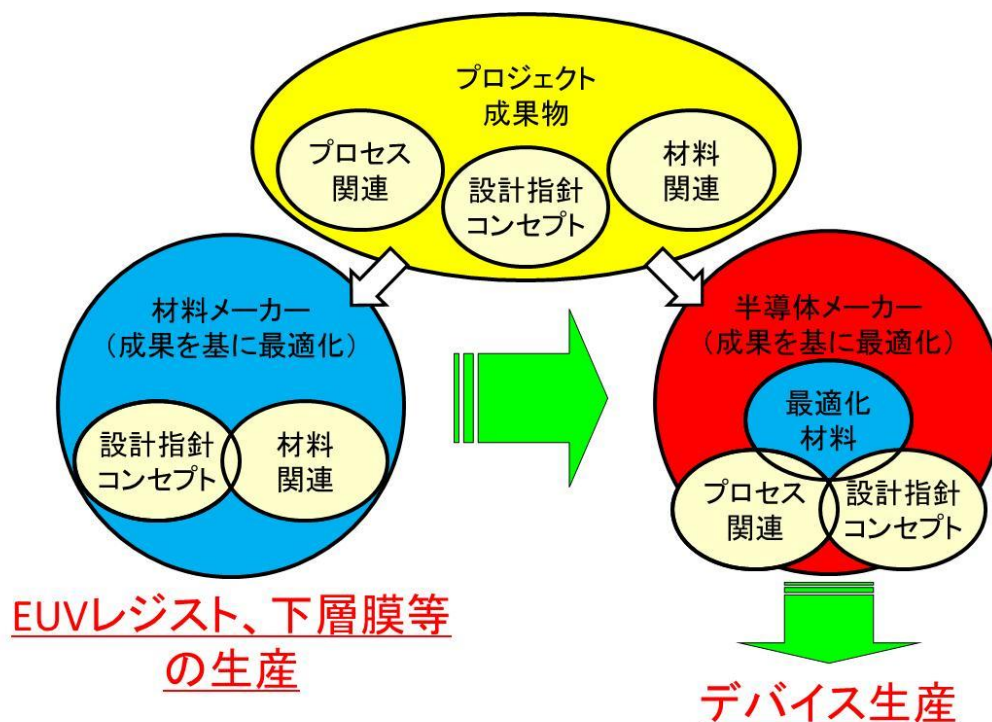 プロジェクト
成果物
プロセス
関連
設計指針
コンセプト
材料
関連
材料メーカー
（成果を基に最適化）
設計指針
コンセプト
材料
関連
EUVレジスト、下層膜等
の生産
半導体メーカー
（成果を基に最適化）
最適化
材料
プロセス
関連
設計指針
コンセプト
デバイス生産